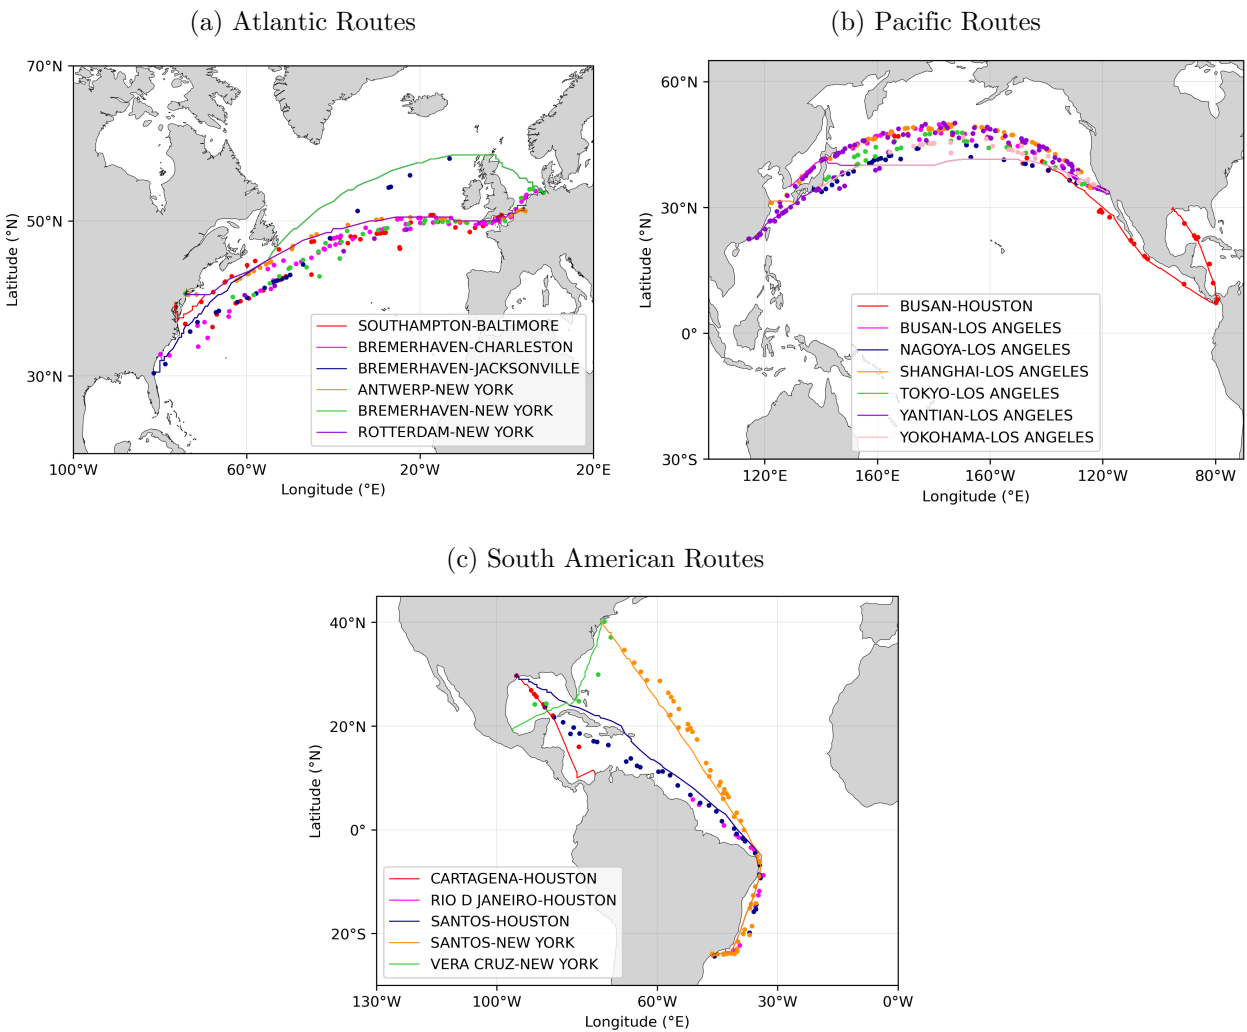 (a) Atlantic Routes
70°N
50°N
30°N
Latitude (°N)
100°W
60°W
20°W
20°E
Longitude (°E)
SOUTHAMPTON-BALTIMORE
BREMERHAVEN-CHARLESTON
BREMERHAVEN-JACKSONVILLE
ANTWERP-NEW YORK
BREMERHAVEN-NEW YORK
ROTTERDAM-NEW YORK
(b) Pacific Routes
60°N
30°N
0°
30°S
Latitude (°N)
120°E
160°E
160°W
120°W
80°W
Longitude (°E)
BUSAN-HOUSTON
BUSAN-LOS ANGELES
NAGOYA-LOS ANGELES
SHANGHAI-LOS ANGELES
TOKYO-LOS ANGELES
YANTIAN-LOS ANGELES
YOKOHAMA-LOS ANGELES
(c) South American Routes
40°N
20°N
0°
20°S
Latitude (°N)
130°W
100°W
60°W
30°W
0°W
Longitude (°E)
CARTAGENA-HOUSTON
RIO D JANEIRO-HOUSTON
SANTOS-HOUSTON
SANTOS-NEW YORK
VERA CRUZ-NEW YORK